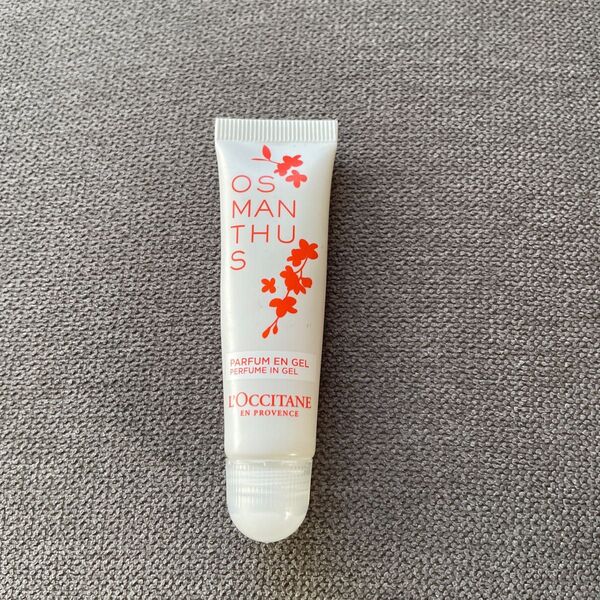 OS
MAN
THU
S
PARFUM EN GEL
PERFUME IN GEL
L'OCCITANE
EN PROVENCE